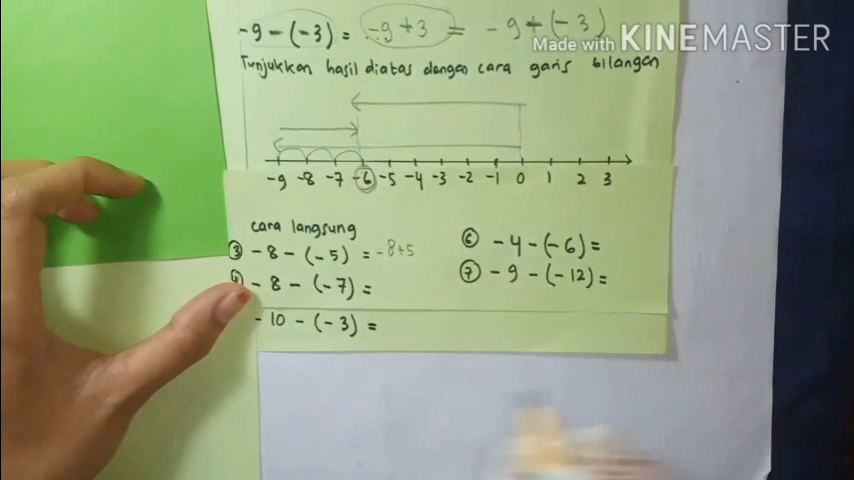 -9 - (-3) = -9 + 3 = -9 + (-3)
Made with KINEMASTER
Tunjukkan hasil diatas dengan cara garis bilangan
-9 -8 -7 -6 -5 -4 -3 -2 -1 0 1 2 3
cara langsung
③ -8 - (-5) = -8+5
④ -8 - (-7) =
-10 - (-3) =
⑥ -4 - (-6) =
⑦ -9 - (-12) =